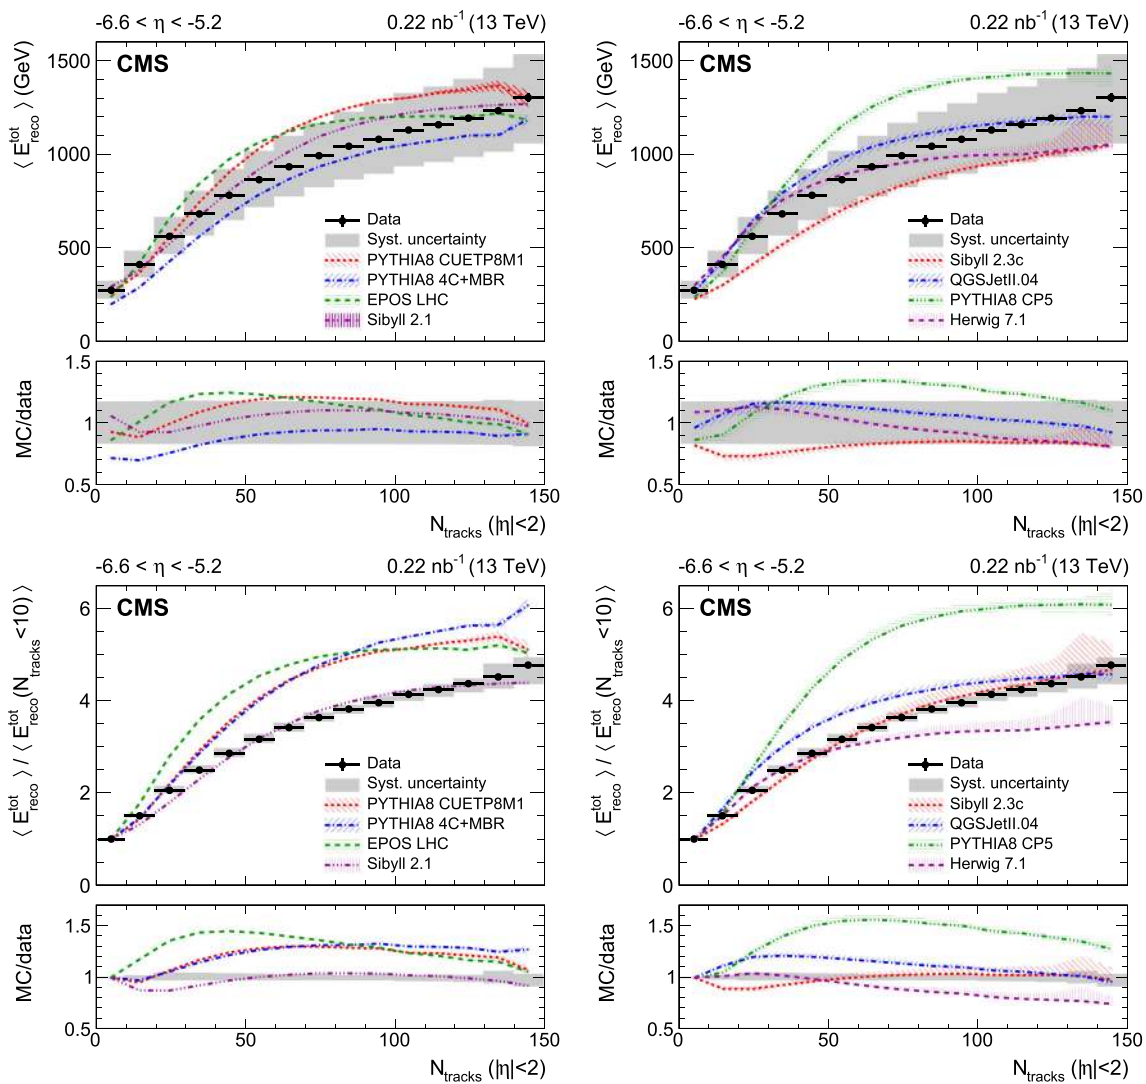 -6.6 < η < -5.2 0.22 nb⁻¹ (13 TeV)
CMS
⟨ E^tot_reco ⟩ (GeV)
1500
1000
500
0
Data
Syst. uncertainty
PYTHIA8 CUETP8M1
PYTHIA8 4C+MBR
EPOS LHC
Sibyll 2.1
MC/data
1.5
1
0.5
0 50 100 150
N_tracks (|η|<2)
-6.6 < η < -5.2 0.22 nb⁻¹ (13 TeV)
CMS
⟨ E^tot_reco ⟩ (GeV)
1500
1000
500
0
Data
Syst. uncertainty
Sibyll 2.3c
QGSJetII.04
PYTHIA8 CP5
Herwig 7.1
MC/data
1.5
1
0.5
0 50 100 150
N_tracks (|η|<2)
-6.6 < η < -5.2 0.22 nb⁻¹ (13 TeV)
CMS
⟨ E^tot_reco ⟩ / ⟨ E^tot_reco (N_tracks <10) ⟩
6
4
2
0
Data
Syst. uncertainty
PYTHIA8 CUETP8M1
PYTHIA8 4C+MBR
EPOS LHC
Sibyll 2.1
MC/data
1.5
1
0.5
0 50 100 150
N_tracks (|η|<2)
-6.6 < η < -5.2 0.22 nb⁻¹ (13 TeV)
CMS
⟨ E^tot_reco ⟩ / ⟨ E^tot_reco (N_tracks <10) ⟩
6
4
2
0
Data
Syst. uncertainty
Sibyll 2.3c
QGSJetII.04
PYTHIA8 CP5
Herwig 7.1
MC/data
1.5
1
0.5
0 50 100 150
N_tracks (|η|<2)